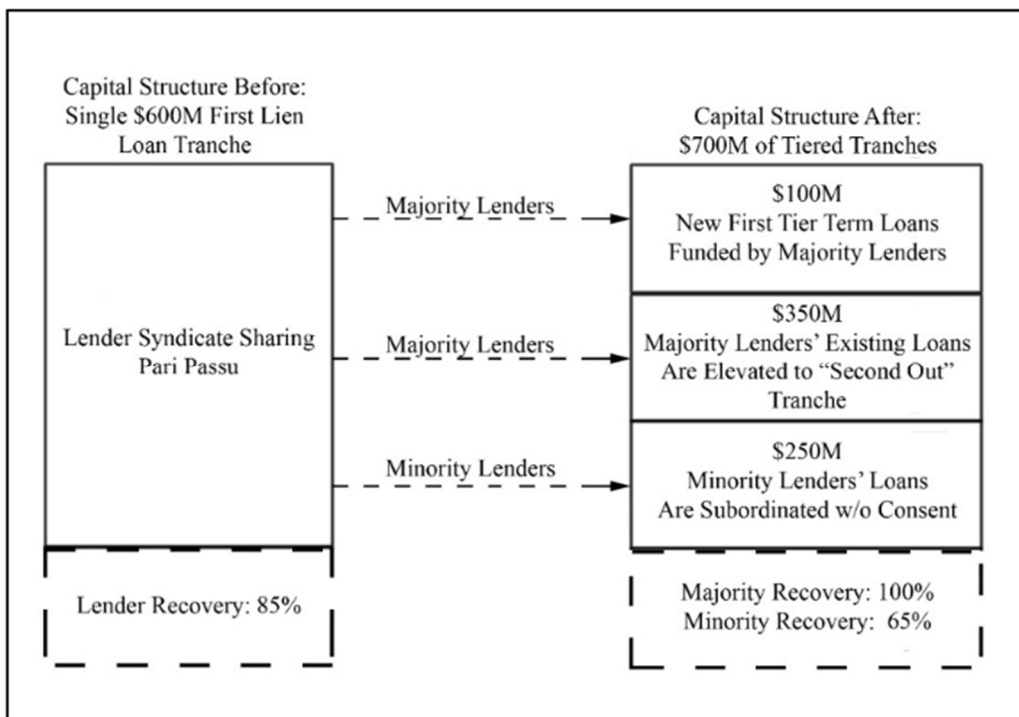 Capital Structure Before:
Single $600M First Lien
Loan Tranche
Lender Syndicate Sharing
Pari Passu
Lender Recovery: 85%
Majority Lenders
Majority Lenders
Minority Lenders
Capital Structure After:
$700M of Tiered Tranches
$100M
New First Tier Term Loans
Funded by Majority Lenders
$350M
Majority Lenders’ Existing Loans
Are Elevated to “Second Out”
Tranche
$250M
Minority Lenders’ Loans
Are Subordinated w/o Consent
Majority Recovery: 100%
Minority Recovery: 65%